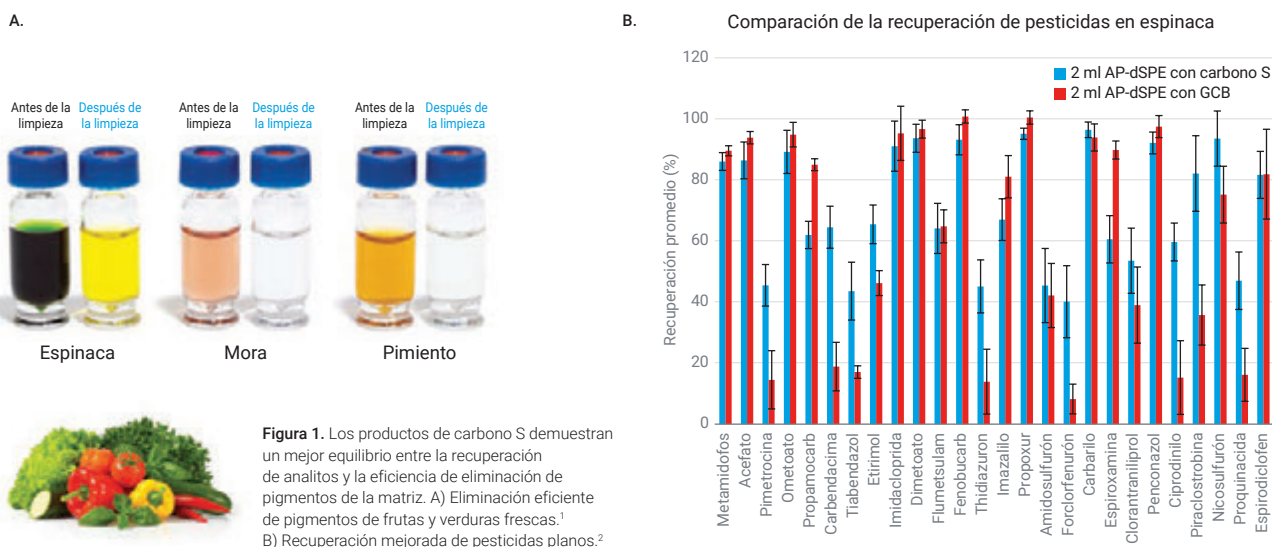 A.
Antes de la
limpieza
Después de
la limpieza
Antes de la
limpieza
Después de
la limpieza
Antes de la
limpieza
Después de
la limpieza
Espinaca
Mora
Pimiento
Figura 1. Los productos de carbono S demuestran
un mejor equilibrio entre la recuperación
de analitos y la eficiencia de eliminación de
pigmentos de la matriz. A) Eliminación eficiente
de pigmentos de frutas y verduras frescas.¹
B) Recuperación mejorada de pesticidas planos.²
B.
Comparación de la recuperación de pesticidas en espinaca
2 ml AP-dSPE con carbono S
2 ml AP-dSPE con GCB
Recuperación promedio (%)
120
100
80
60
40
20
0
Metamidofos
Acefato
Pimetrocina
Ometoato
Propamocarb
Carbendacima
Tiabendazol
Etirimol
Imidacloprida
Dimetoato
Flumetsulam
Fenobucarb
Thidiazuron
Imazalilo
Propoxur
Amidosulfurón
Forclorfenurón
Carbarilo
Espiroxamina
Clorantraniliprol
Penconazol
Ciprodinilo
Piraclostrobina
Nicosulfurón
Proquinacida
Espirodiclofen